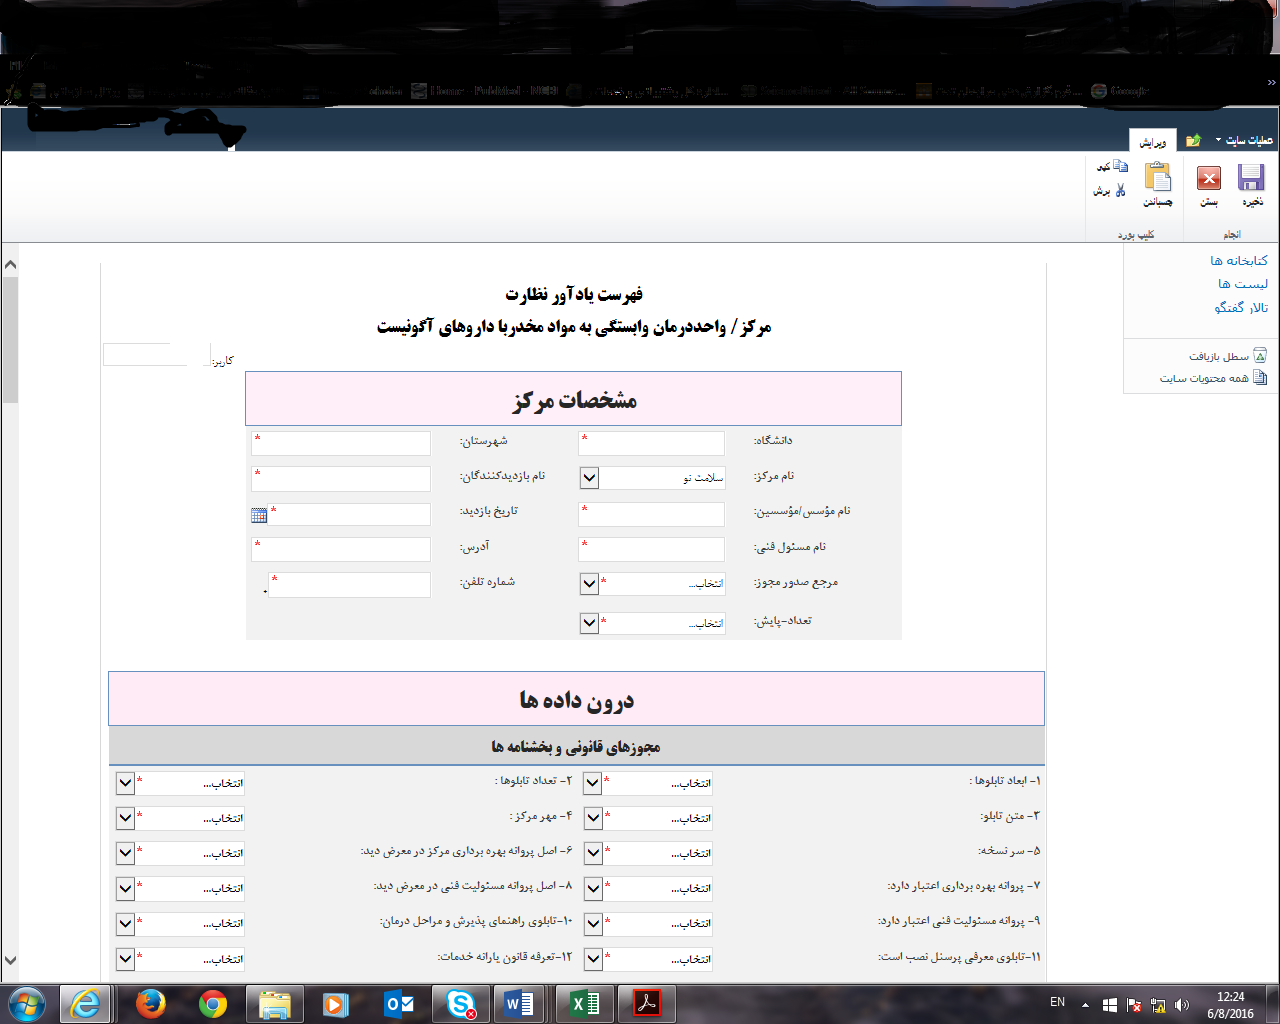 Google
»
عملیات سایت
ویرایش
ذخیره
بستن
چسباندن
کپی
برش
انجام
کلیپ بورد
کتابخانه ها
لیست ها
تالار گفتگو
سطل بازیافت
همه محتویات سایت
فهرست یادآور نظارت
مرکز/ واحددرمان وابستگی به مواد مخدربا داروهای آگونیست
کاربر:
مشخصات مرکز
دانشگاه: * شهرستان: *
نام مرکز: سلامت نو نام بازدیدکنندگان: *
نام مؤسس/مؤسسین: * تاریخ بازدید: *
نام مسئول فنی: * آدرس: *
مرجع صدور مجوز: * انتخاب... شماره تلفن: * .
تعداد-پایش: * انتخاب...
درون داده ها
مجوزهای قانونی و بخشنامه ها
۱- ابعاد تابلوها : * انتخاب... ۲- تعداد تابلوها : * انتخاب...
۳- متن تابلو: * انتخاب... ۴- مهر مرکز : * انتخاب...
۵- سر نسخه: * انتخاب... ۶- اصل پروانه بهره برداری مرکز در معرض دید: * انتخاب...
۷- پروانه بهره برداری اعتبار دارد: * انتخاب... ۸- اصل پروانه مسئولیت فنی در معرض دید: * انتخاب...
۹- پروانه مسئولیت فنی اعتبار دارد: * انتخاب... ۱۰-تابلوی راهنمای پذیرش و مراحل درمان: * انتخاب...
۱۱-تابلوی معرفی پرسنل نصب است: * انتخاب... ۱۲-تعرفه قانون یارانه خدمات: * انتخاب...
EN
12:24
6/8/2016